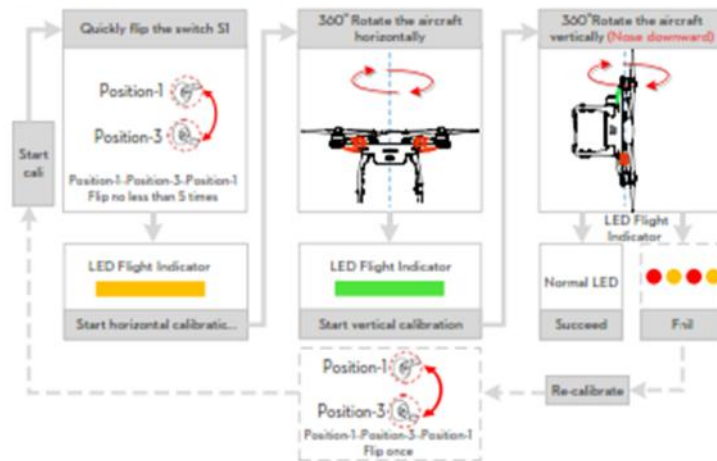 Quickly flip the switch S1
Position-1
Position-3
Position-1-Position-3-Position-1
Flip no less than 5 times
Start
cali
360°Rotate the aircraft
horizontally
360°Rotate the aircraft
vertically (Nose downward)
LED Flight Indicator
Start horizontal calibratic...
LED Flight Indicator
Start vertical calibration
LED Flight
Indicator
Normal LED
Succeed
Fail
Position-1
Position-3
Position-1-Position-3-Position-1
Flip once
Re-calibrate